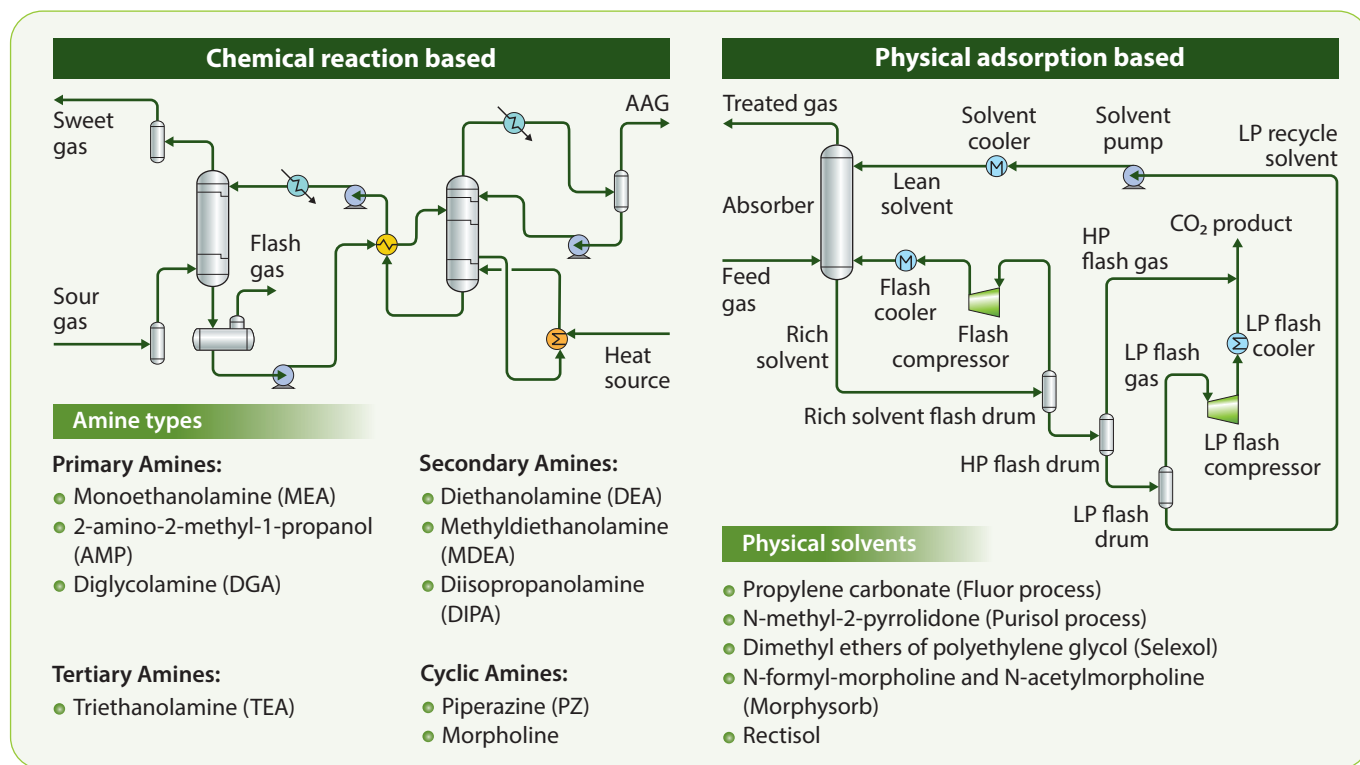 Chemical reaction based
Sweet
gas
Sour
gas
Flash
gas
AAG
Heat
source
Amine types
Primary Amines:
Monoethanolamine (MEA)
2-amino-2-methyl-1-propanol
(AMP)
Diglycolamine (DGA)
Secondary Amines:
Diethanolamine (DEA)
Methyldiethanolamine
(MDEA)
Diisopropanolamine
(DIPA)
Tertiary Amines:
Triethanolamine (TEA)
Cyclic Amines:
Piperazine (PZ)
Morpholine
Physical adsorption based
Treated gas
Solvent
cooler
Solvent
pump
LP recycle
solvent
Lean
solvent
Absorber
M
CO₂ product
HP
flash gas
Feed
gas
M
Flash
cooler
Flash
compressor
Rich
solvent
LP flash
cooler
LP flash
gas
Rich solvent flash drum
LP flash
compressor
HP flash drum
LP flash
drum
Physical solvents
Propylene carbonate (Fluor process)
N-methyl-2-pyrrolidone (Purisol process)
Dimethyl ethers of polyethylene glycol (Selexol)
N-formyl-morpholine and N-acetylmorpholine
(Morphysorb)
Rectisol